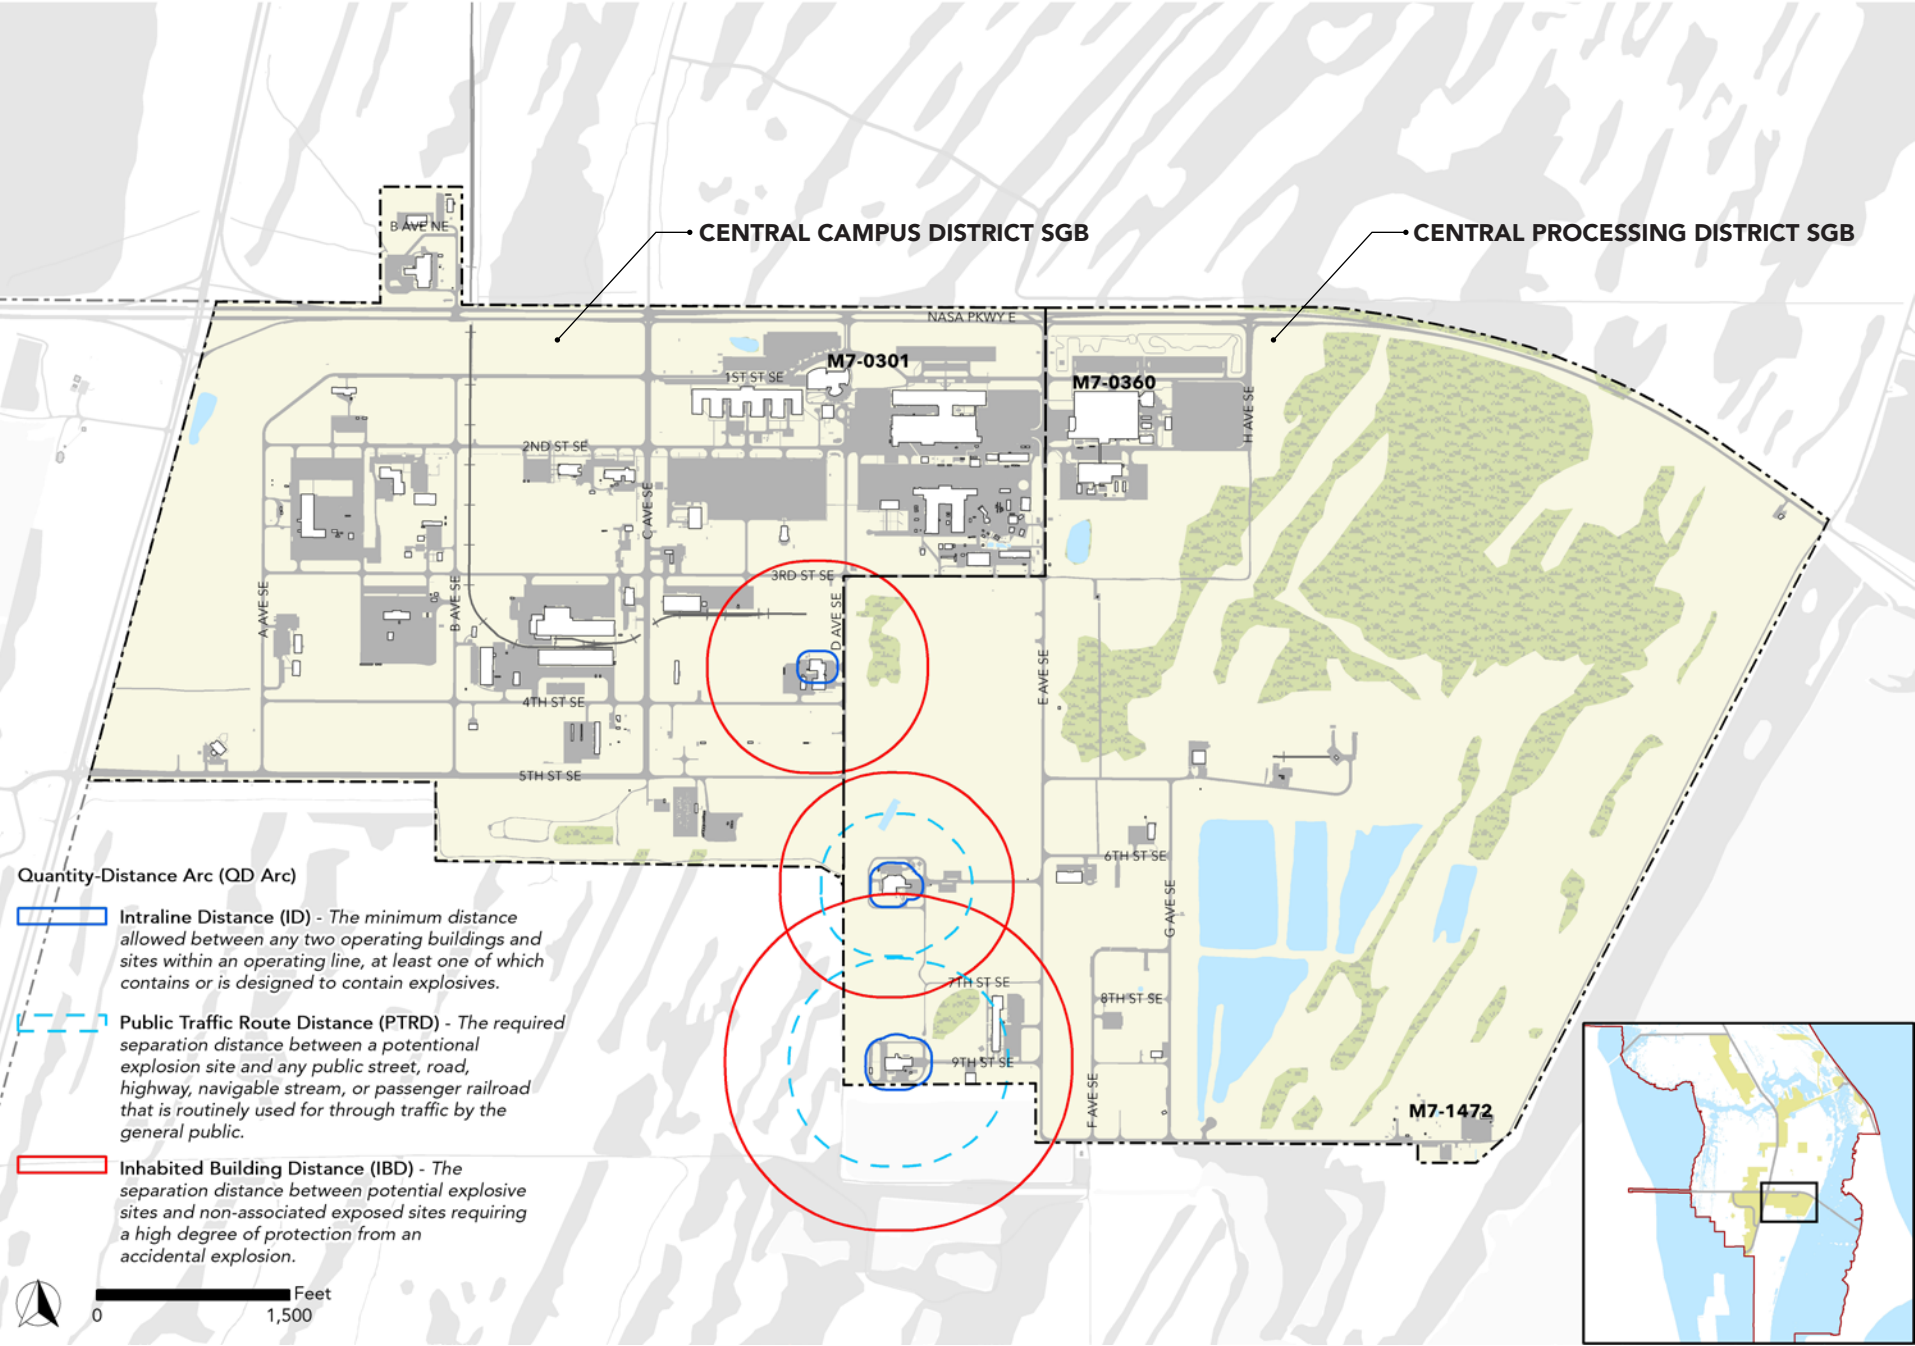 B AVE NE
CENTRAL CAMPUS DISTRICT SGB
CENTRAL PROCESSING DISTRICT SGB
NASA PKWY E
M7-0301
1ST ST SE
M7-0360
H AVE SE
2ND ST SE
C AVE SE
3RD ST SE
A AVE SE
B AVE SE
D AVE SE
E AVE SE
4TH ST SE
5TH ST SE
6TH ST SE
G AVE SE
7TH ST SE
8TH ST SE
9TH ST SE
F AVE SE
M7-1472
Quantity-Distance Arc (QD Arc)
Intraline Distance (ID) - The minimum distance
allowed between any two operating buildings and
sites within an operating line, at least one of which
contains or is designed to contain explosives.
Public Traffic Route Distance (PTRD) - The required
separation distance between a potentional
explosion site and any public street, road,
highway, navigable stream, or passenger railroad
that is routinely used for through traffic by the
general public.
Inhabited Building Distance (IBD) - The
separation distance between potential explosive
sites and non-associated exposed sites requiring
a high degree of protection from an
accidental explosion.
Feet
0 1,500